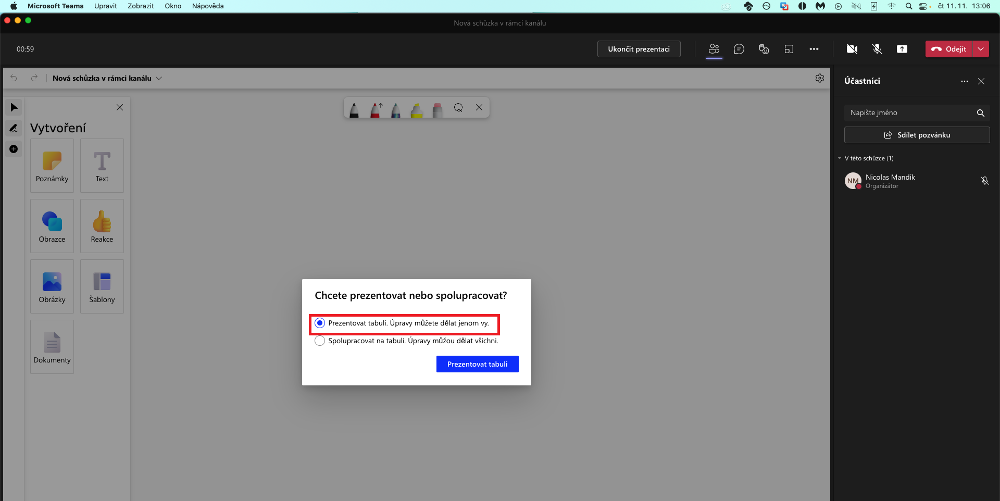 Microsoft Teams Upravit Zobrazit Okno Nápověda
čt 11. 11. 13:06
Nová schůzka v rámci kanálu
00:59
Ukončit prezentaci
Odejít
Nová schůzka v rámci kanálu
Účastníci
Napište jméno
Sdílet pozvánku
V této schůzce (1)
NM
Nicolas Mandík
Organizátor
Vytvoření
Poznámky
T
Text
Obrazce
Reakce
Obrázky
Šablony
Dokumenty
Chcete prezentovat nebo spolupracovat?
Prezentovat tabuli. Úpravy můžete dělat jenom vy.
Spolupracovat na tabuli. Úpravy můžou dělat všichni.
Prezentovat tabuli